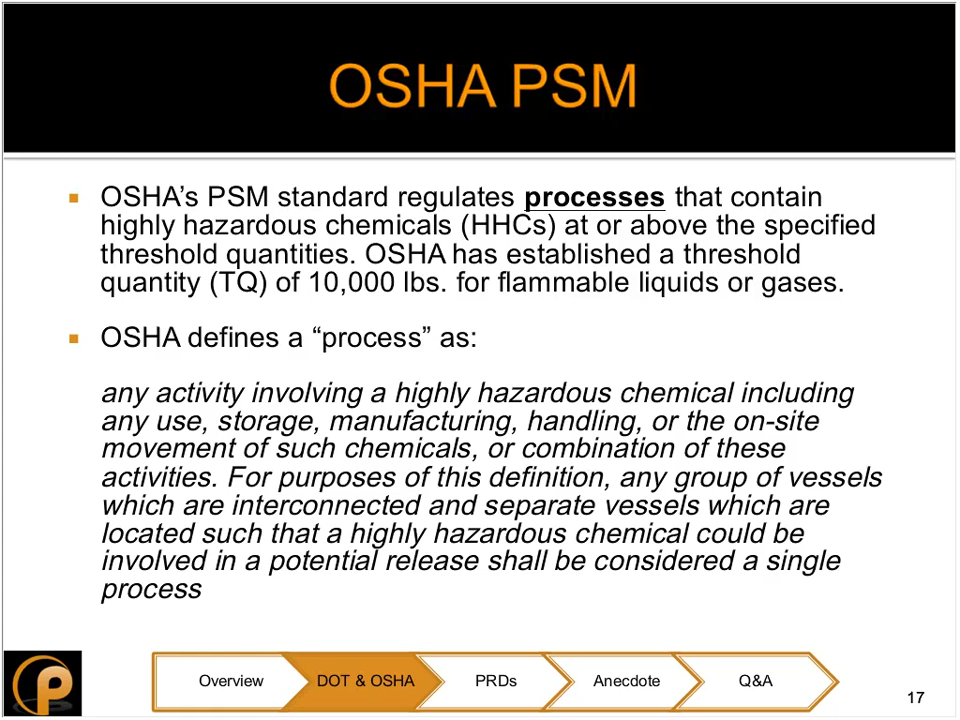 OSHA PSM
OSHA’s PSM standard regulates processes that contain
highly hazardous chemicals (HHCs) at or above the specified
threshold quantities. OSHA has established a threshold
quantity (TQ) of 10,000 lbs. for flammable liquids or gases.
OSHA defines a “process” as:
any activity involving a highly hazardous chemical including
any use, storage, manufacturing, handling, or the on-site
movement of such chemicals, or combination of these
activities. For purposes of this definition, any group of vessels
which are interconnected and separate vessels which are
located such that a highly hazardous chemical could be
involved in a potential release shall be considered a single
process
P
Overview DOT & OSHA PRDs Anecdote Q&A
17